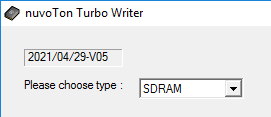 nuvoTon Turbo Writer
2021/04/29-V05
Please choose type :
SDRAM